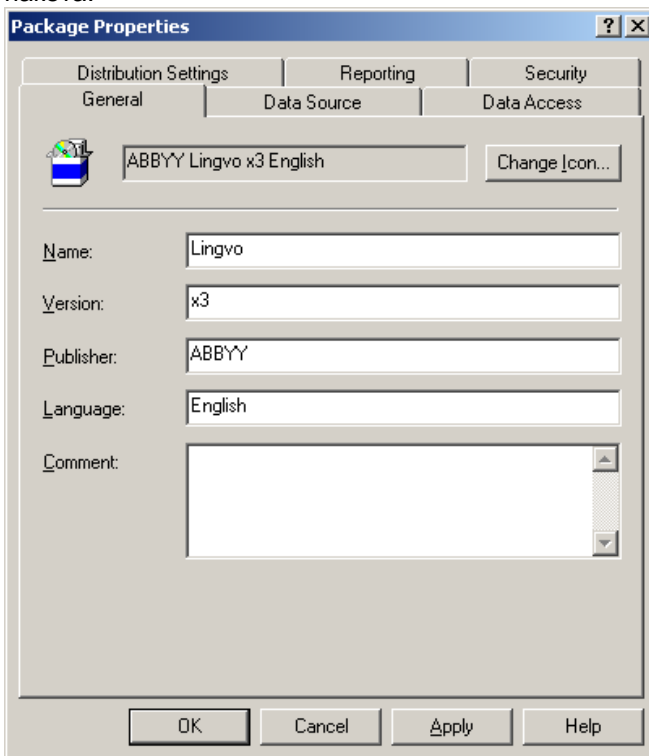 Package Properties
Distribution Settings
Reporting
Security
General
Data Source
Data Access
ABBYY Lingvo x3 English
Change Icon...
Name:
Lingvo
Version:
x3
Publisher:
ABBYY
Language:
English
Comment:
OK
Cancel
Apply
Help